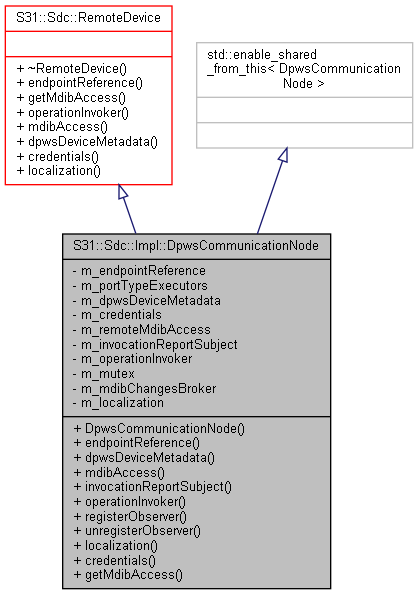 S31::Sdc::RemoteDevice
+ ~RemoteDevice()
+ endpointReference()
+ getMdibAccess()
+ operationInvoker()
+ mdibAccess()
+ dpwsDeviceMetadata()
+ credentials()
+ localization()
std::enable_shared
_from_this< DpwsCommunication
Node >
S31::Sdc::Impl::DpwsCommunicationNode
- m_endpointReference
- m_portTypeExecutors
- m_dpwsDeviceMetadata
- m_credentials
- m_remoteMdibAccess
- m_invocationReportSubject
- m_operationInvoker
- m_mutex
- m_mdibChangesBroker
- m_localization
+ DpwsCommunicationNode()
+ endpointReference()
+ dpwsDeviceMetadata()
+ mdibAccess()
+ invocationReportSubject()
+ operationInvoker()
+ registerObserver()
+ unregisterObserver()
+ localization()
+ credentials()
+ getMdibAccess()